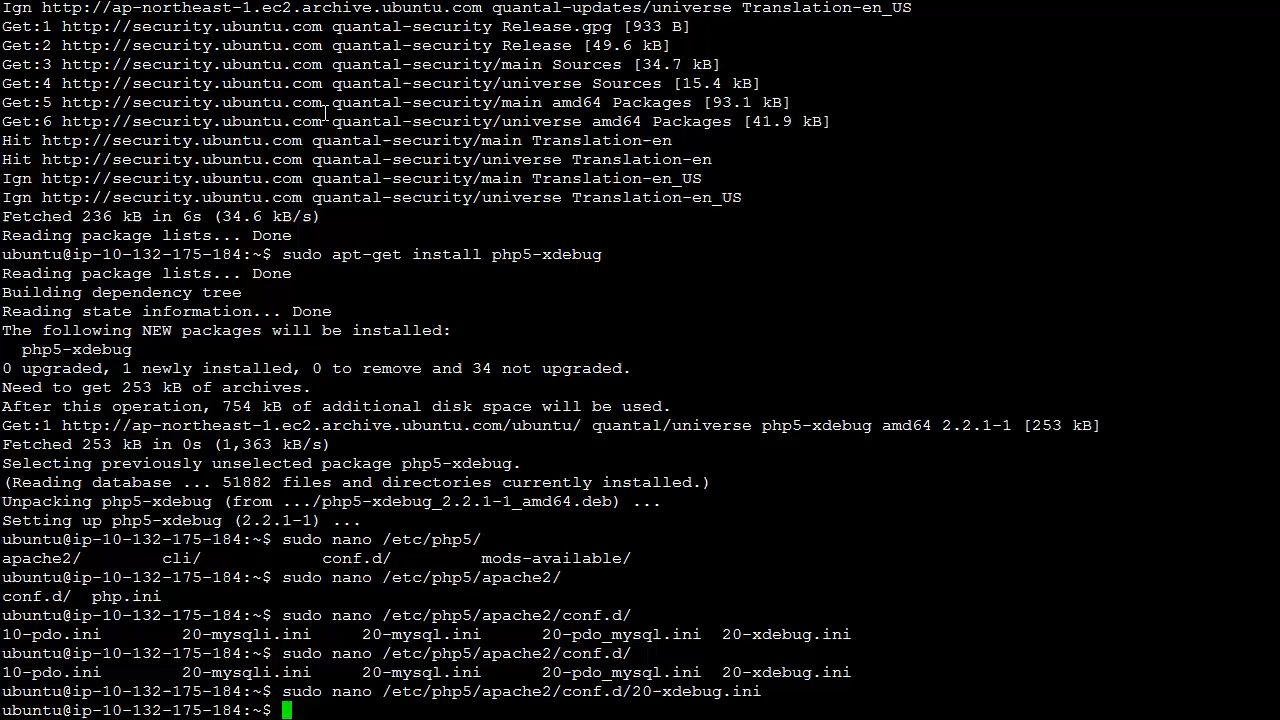 Ign http://ap-northeast-1.ec2.archive.ubuntu.com quantal-updates/universe Translation-en_US
Get:1 http://security.ubuntu.com quantal-security Release.gpg [933 B]
Get:2 http://security.ubuntu.com quantal-security Release [49.6 kB]
Get:3 http://security.ubuntu.com quantal-security/main Sources [34.7 kB]
Get:4 http://security.ubuntu.com quantal-security/universe Sources [15.4 kB]
Get:5 http://security.ubuntu.com quantal-security/main amd64 Packages [93.1 kB]
Get:6 http://security.ubuntu.com quantal-security/universe amd64 Packages [41.9 kB]
Hit http://security.ubuntu.com quantal-security/main Translation-en
Hit http://security.ubuntu.com quantal-security/universe Translation-en
Ign http://security.ubuntu.com quantal-security/main Translation-en_US
Ign http://security.ubuntu.com quantal-security/universe Translation-en_US
Fetched 236 kB in 6s (34.6 kB/s)
Reading package lists... Done
ubuntu@ip-10-132-175-184:~$ sudo apt-get install php5-xdebug
Reading package lists... Done
Building dependency tree
Reading state information... Done
The following NEW packages will be installed:
  php5-xdebug
0 upgraded, 1 newly installed, 0 to remove and 34 not upgraded.
Need to get 253 kB of archives.
After this operation, 754 kB of additional disk space will be used.
Get:1 http://ap-northeast-1.ec2.archive.ubuntu.com/ubuntu/ quantal/universe php5-xdebug amd64 2.2.1-1 [253 kB]
Fetched 253 kB in 0s (1,363 kB/s)
Selecting previously unselected package php5-xdebug.
(Reading database ... 51882 files and directories currently installed.)
Unpacking php5-xdebug (from .../php5-xdebug_2.2.1-1_amd64.deb) ...
Setting up php5-xdebug (2.2.1-1) ...
ubuntu@ip-10-132-175-184:~$ sudo nano /etc/php5/
apache2/        cli/            conf.d/         mods-available/
ubuntu@ip-10-132-175-184:~$ sudo nano /etc/php5/apache2/
conf.d/  php.ini
ubuntu@ip-10-132-175-184:~$ sudo nano /etc/php5/apache2/conf.d/
10-pdo.ini        20-mysqli.ini     20-mysql.ini      20-pdo_mysql.ini  20-xdebug.ini
ubuntu@ip-10-132-175-184:~$ sudo nano /etc/php5/apache2/conf.d/
10-pdo.ini        20-mysqli.ini     20-mysql.ini      20-pdo_mysql.ini  20-xdebug.ini
ubuntu@ip-10-132-175-184:~$ sudo nano /etc/php5/apache2/conf.d/20-xdebug.ini
ubuntu@ip-10-132-175-184:~$